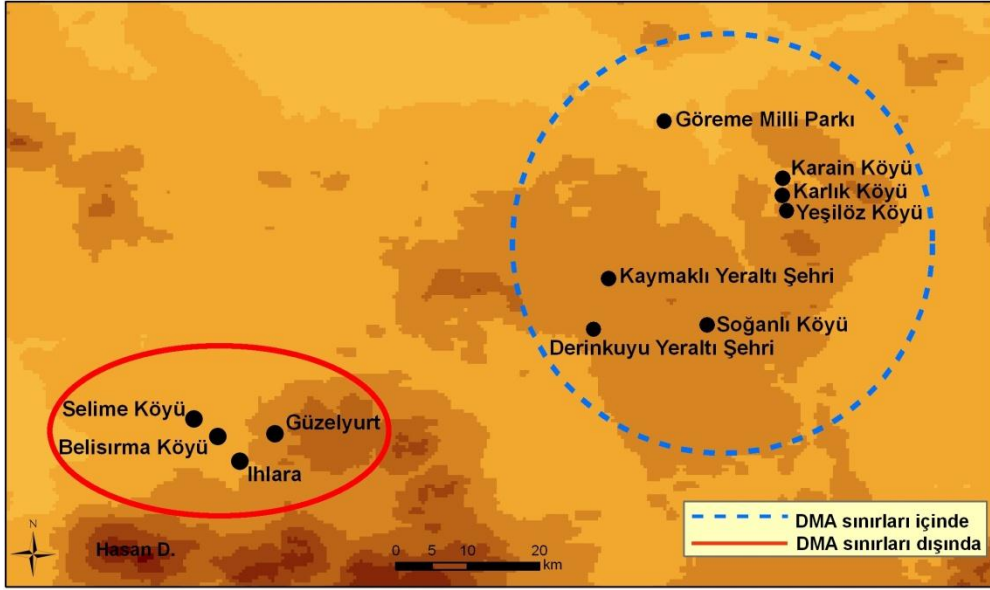 Göreme Milli Parkı
Karain Köyü
Karlık Köyü
Yeşilöz Köyü
Kaymaklı Yeraltı Şehri
Soğanlı Köyü
Derinkuyu Yeraltı Şehri
Selime Köyü
Güzelyurt
Belisırma Köyü
Ihlara
N
Hasan D.
0 5 10 20
km
DMA sınırları içinde
DMA sınırları dışında